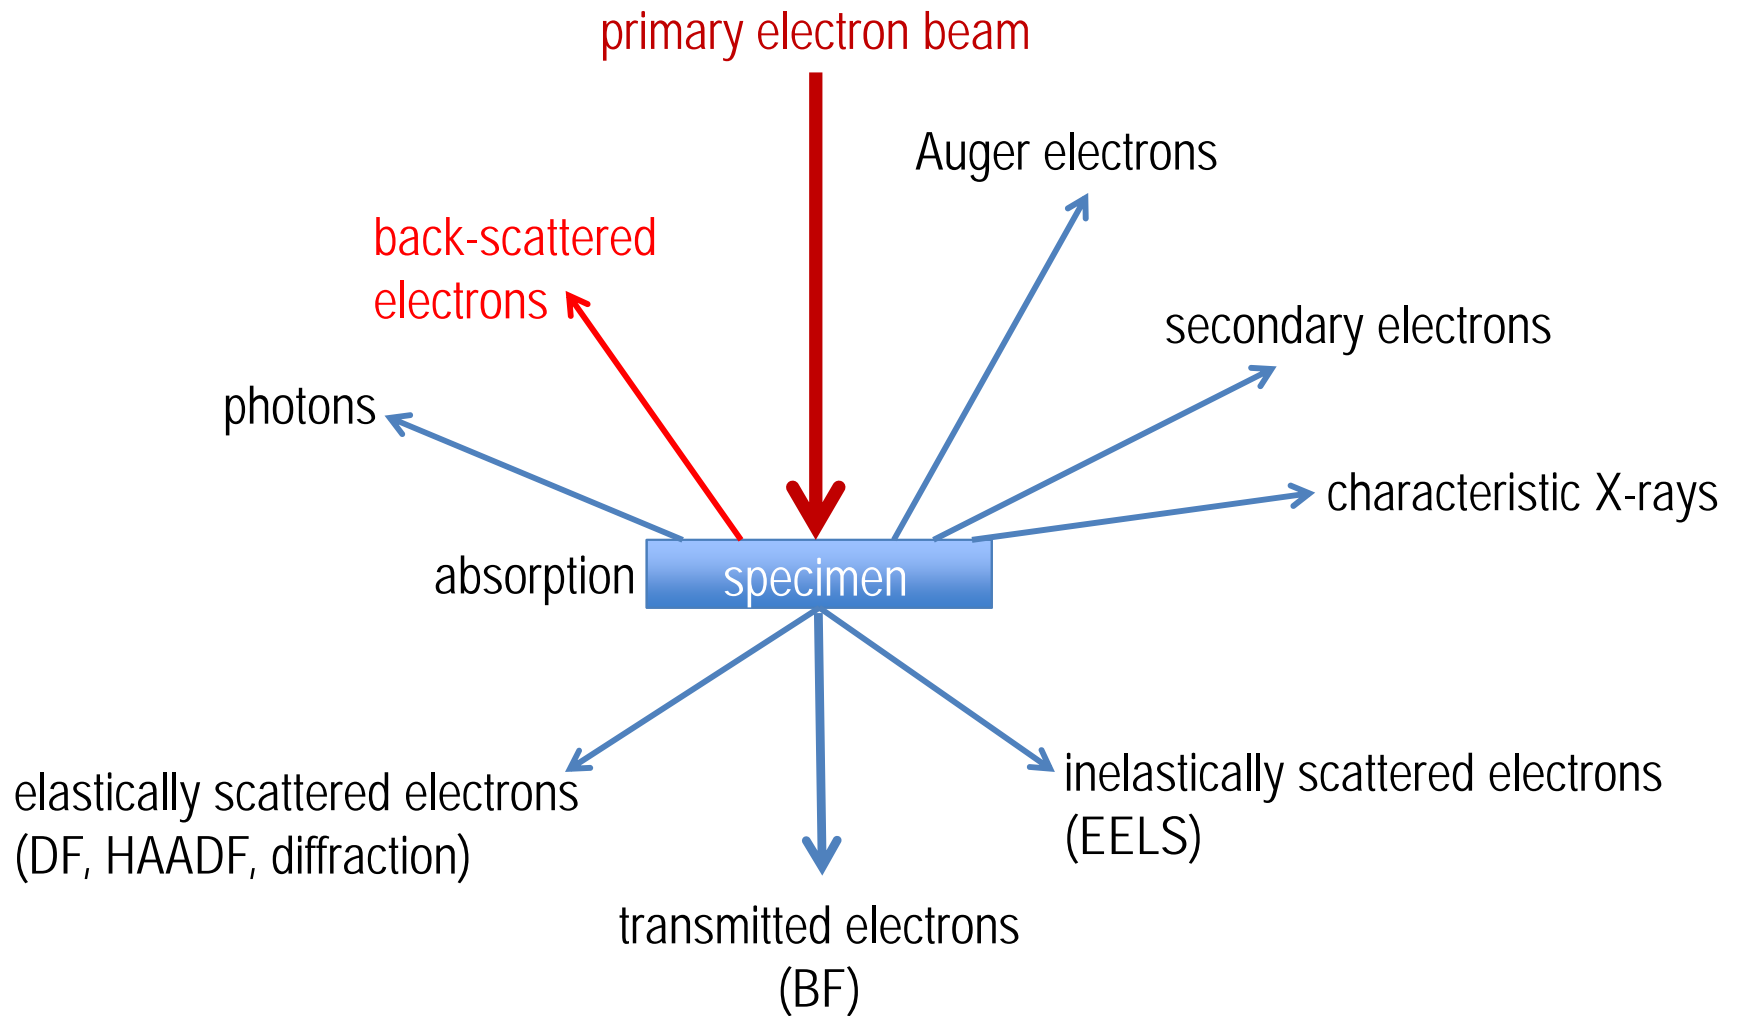 primary electron beam
Auger electrons
back-scattered
electrons
secondary electrons
photons
characteristic X-rays
absorption
specimen
elastically scattered electrons
(DF, HAADF, diffraction)
inelastically scattered electrons
(EELS)
transmitted electrons
(BF)